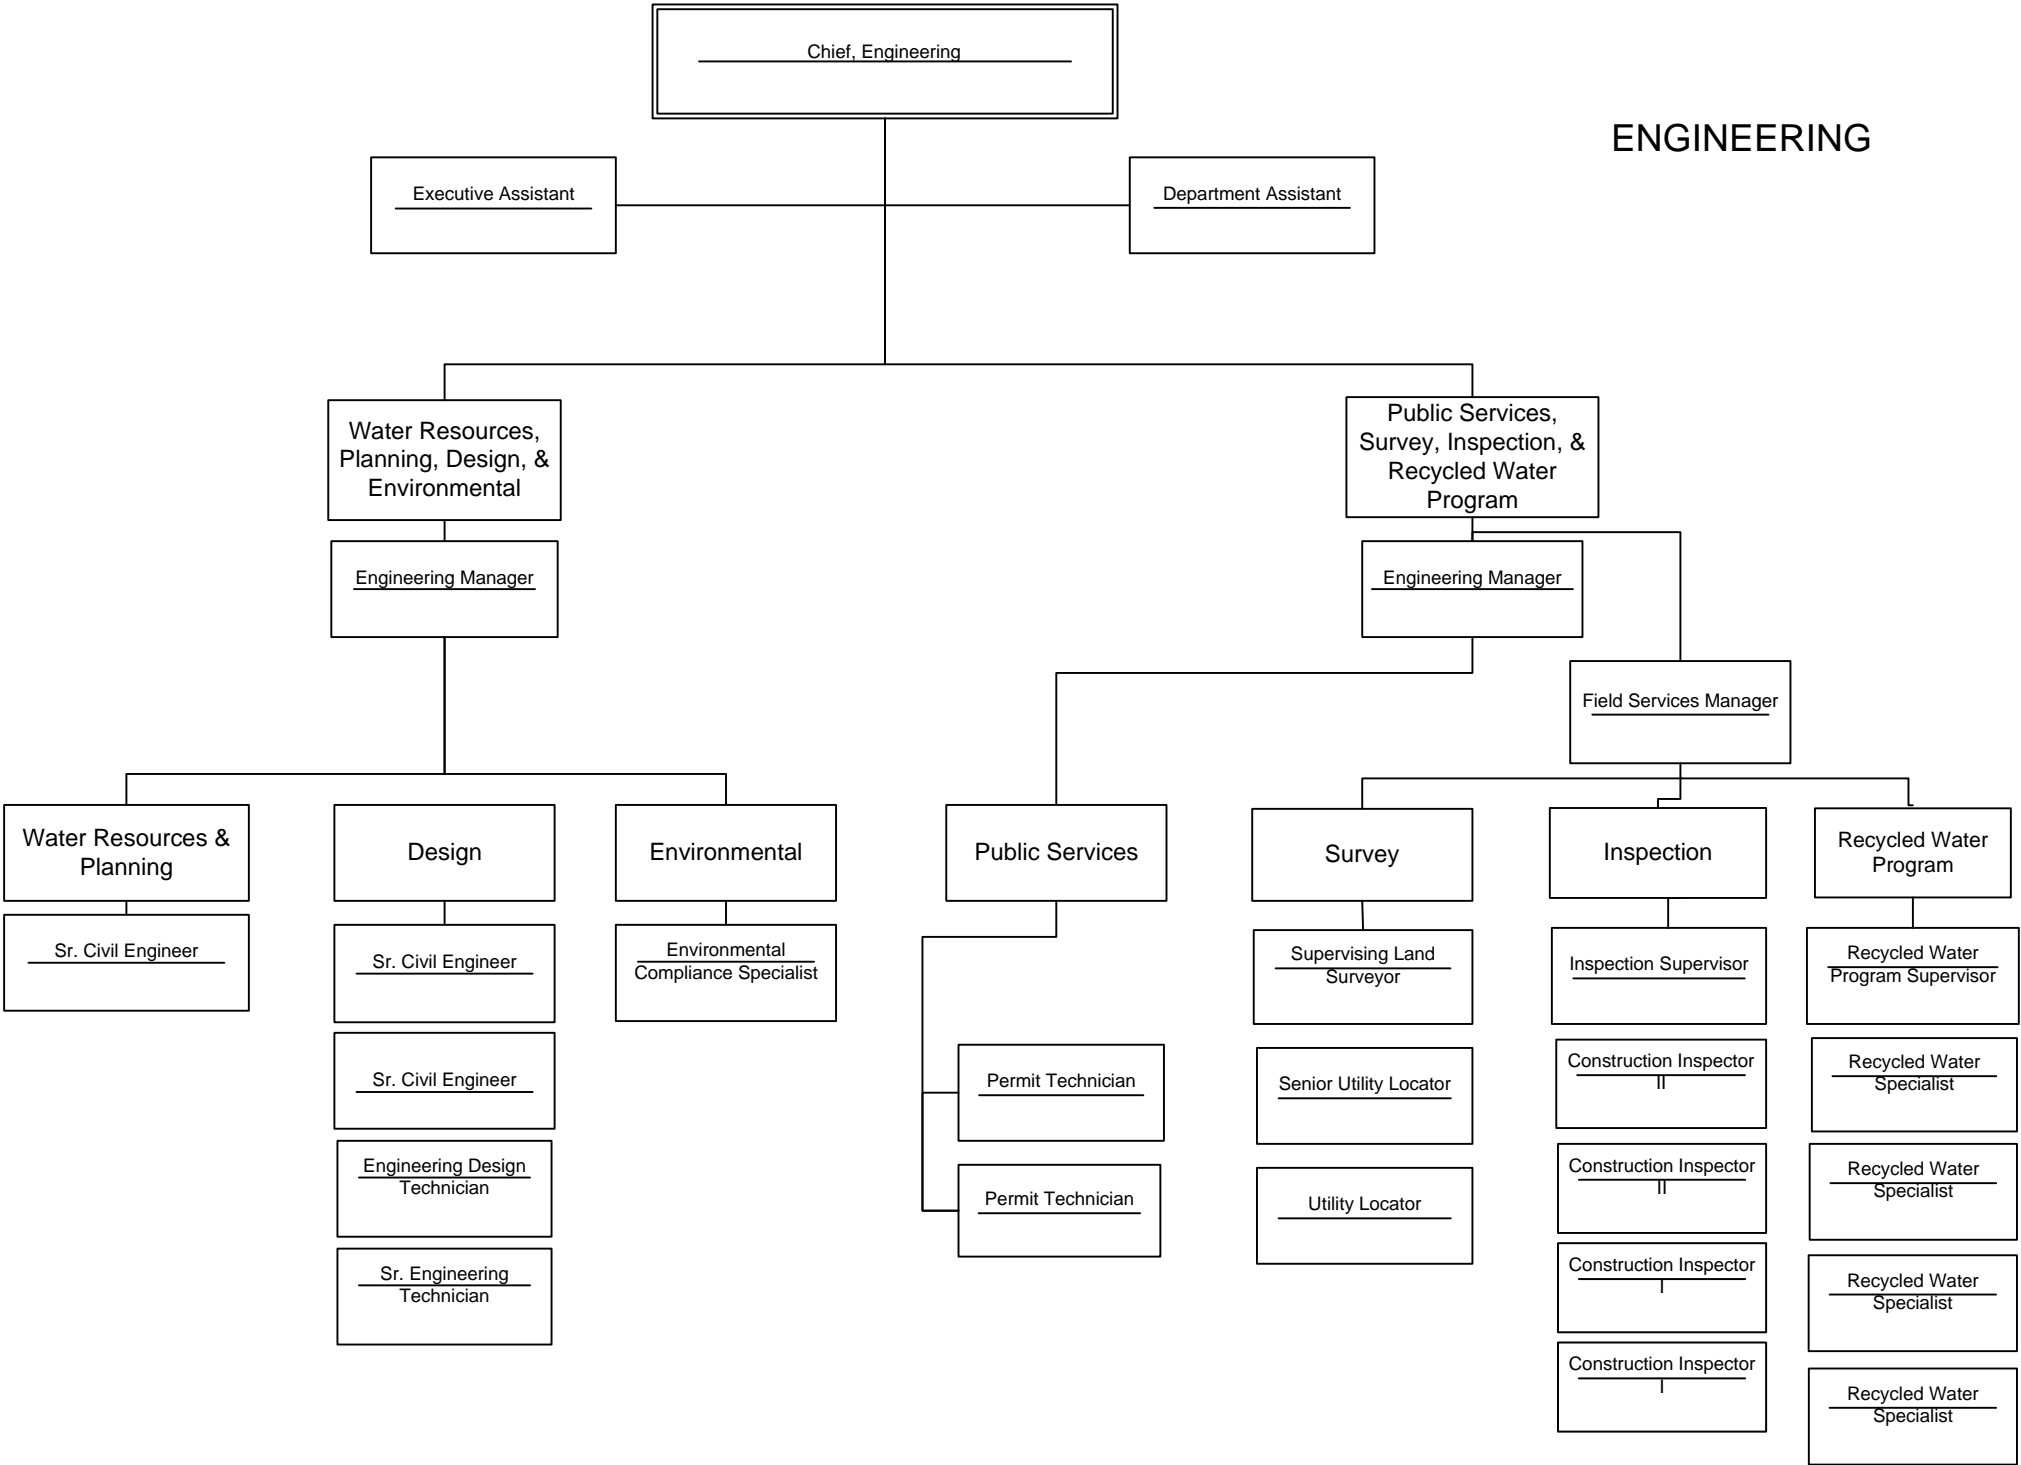 Chief, Engineering
ENGINEERING
Executive Assistant
Department Assistant
Water Resources,
Planning, Design, &
Environmental
Public Services,
Survey, Inspection, &
Recycled Water
Program
Engineering Manager
Engineering Manager
Field Services Manager
Water Resources &
Planning
Design
Environmental
Public Services
Survey
Inspection
Recycled Water
Program
Sr. Civil Engineer
Sr. Civil Engineer
Sr. Civil Engineer
Engineering Design
Technician
Sr. Engineering
Technician
Environmental
Compliance Specialist
Permit Technician
Permit Technician
Supervising Land
Surveyor
Senior Utility Locator
Utility Locator
Inspection Supervisor
Construction Inspector
II
Construction Inspector
II
Construction Inspector
I
Construction Inspector
I
Recycled Water
Program Supervisor
Recycled Water
Specialist
Recycled Water
Specialist
Recycled Water
Specialist
Recycled Water
Specialist